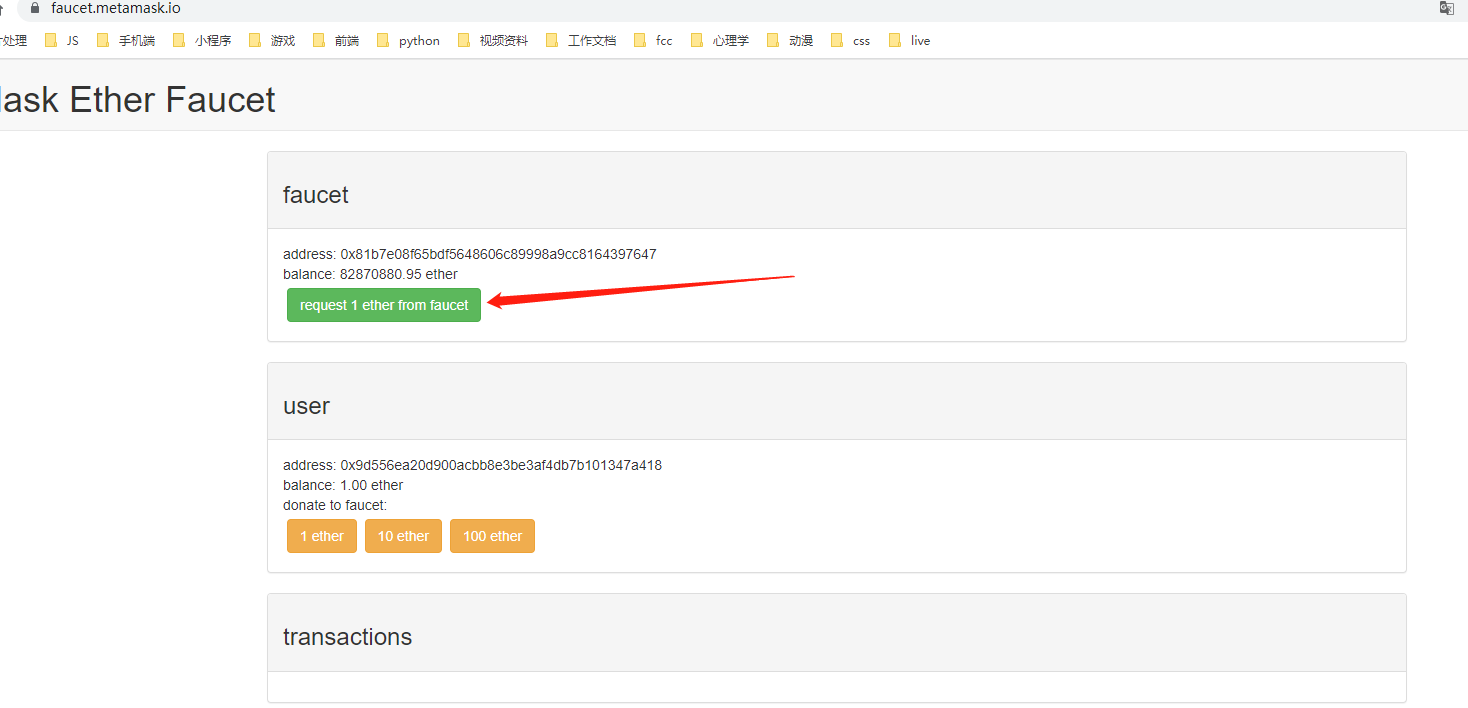 faucet.metamask.io
处理 JS 手机端 小程序 游戏 前端 python 视频资料 工作文档 fcc 心理学 动漫 css live
ask Ether Faucet
faucet
address: 0x81b7e08f65bdf5648606c89998a9cc8164397647
balance: 82870880.95 ether
request 1 ether from faucet
user
address: 0x9d556ea20d900acbb8e3be3af4db7b101347a418
balance: 1.00 ether
donate to faucet:
1 ether 10 ether 100 ether
transactions